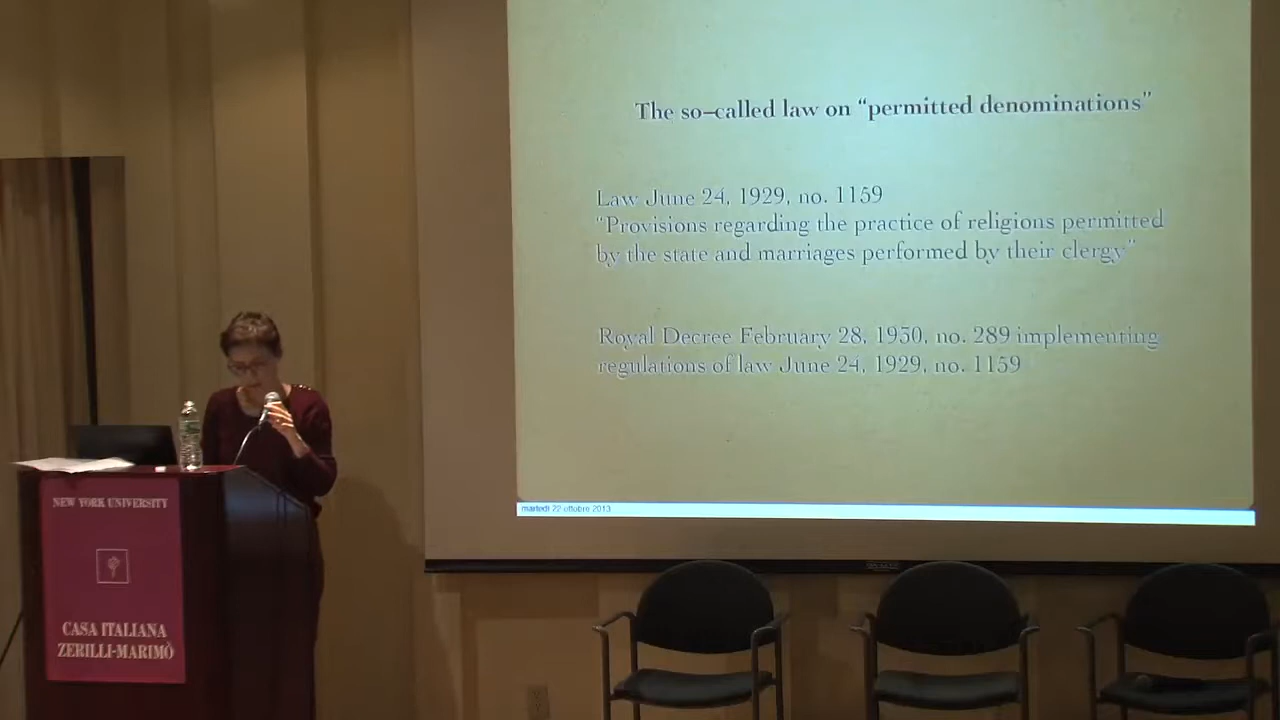 The so–called law on “permitted denominations”
Law June 24, 1929, no. 1159
“Provisions regarding the practice of religions permitted
by the state and marriages performed by their clergy”
Royal Decree February 28, 1930, no. 289 implementing
regulations of law June 24, 1929, no. 1159
martedì 22 ottobre 2013
NEW YORK UNIVERSITY
CASA ITALIANA
ZERILLI-MARIMÒ